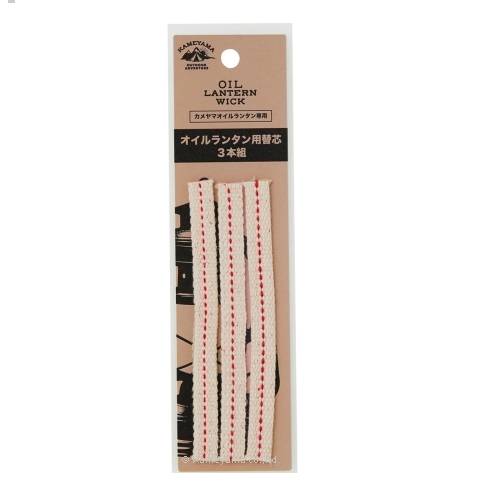 KAMEYAMA
OUTDOOR
ADVENTURE
OIL
LANTERN
WICK
カメヤマオイルランタン専用
オイルランタン用替芯
3本組